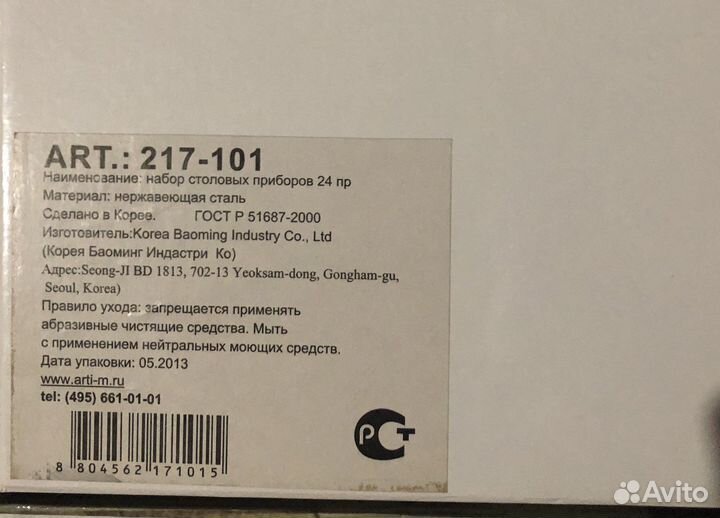 ART.: 217-101
Наименование: набор столовых приборов 24 пр
Материал: нержавеющая сталь
Сделано в Корее. ГОСТ Р 51687-2000
Изготовитель:Korea Baoming Industry Co., Ltd
(Корея Баоминг Индастри Ко)
Адрес:Seong-JI BD 1813, 702-13 Yeoksam-dong, Gongham-gu,
Seoul, Korea)
Правило ухода: запрещается применять
абразивные чистящие средства. Мыть
с применением нейтральных моющих средств.
Дата упаковки: 05.2013
www.arti-m.ru
tel: (495) 661-01-01
8 804562 171015
РСТ
Avito